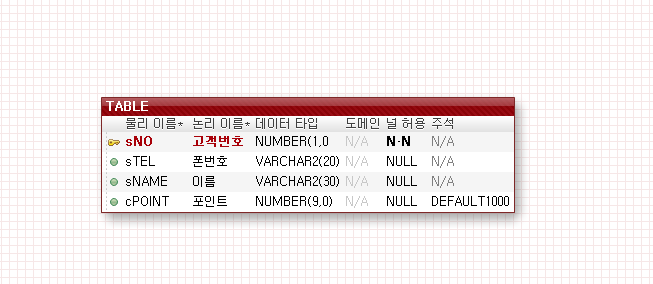 TABLE
물리 이름* 논리 이름* 데이터 타입 도메인 널 허용 주석
sNO 고객번호 NUMBER(1,0 N/A N·N N/A
sTEL 폰번호 VARCHAR2(20) N/A NULL N/A
sNAME 이름 VARCHAR2(30) N/A NULL N/A
cPOINT 포인트 NUMBER(9,0) N/A NULL DEFAULT1000